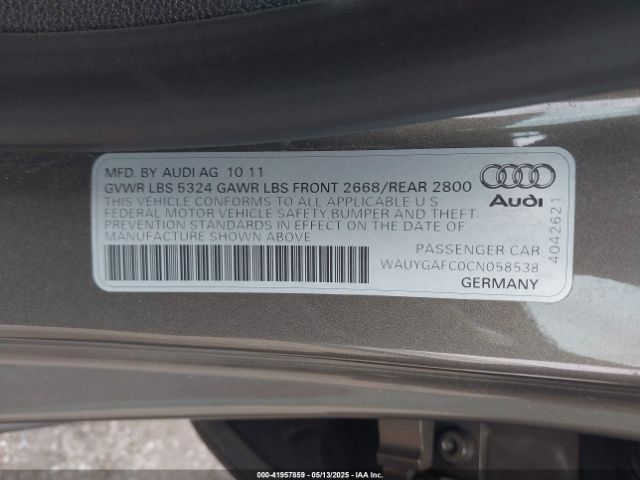 MFD. BY AUDI AG 10 11
GVWR LBS 5324 GAWR LBS FRONT 2668/REAR 2800
THIS VEHICLE CONFORMS TO ALL APPLICABLE U S
FEDERAL MOTOR VEHICLE SAFETY,BUMPER AND THEFT
PREVENTION STANDARDS IN EFFECT ON THE DATE OF
MANUFACTURE SHOWN ABOVE
Audi
PASSENGER CAR
WAUYGAFC0CN058538
GERMANY
4042621
000-41957859 | 05/13/2025 | IAAI.COM